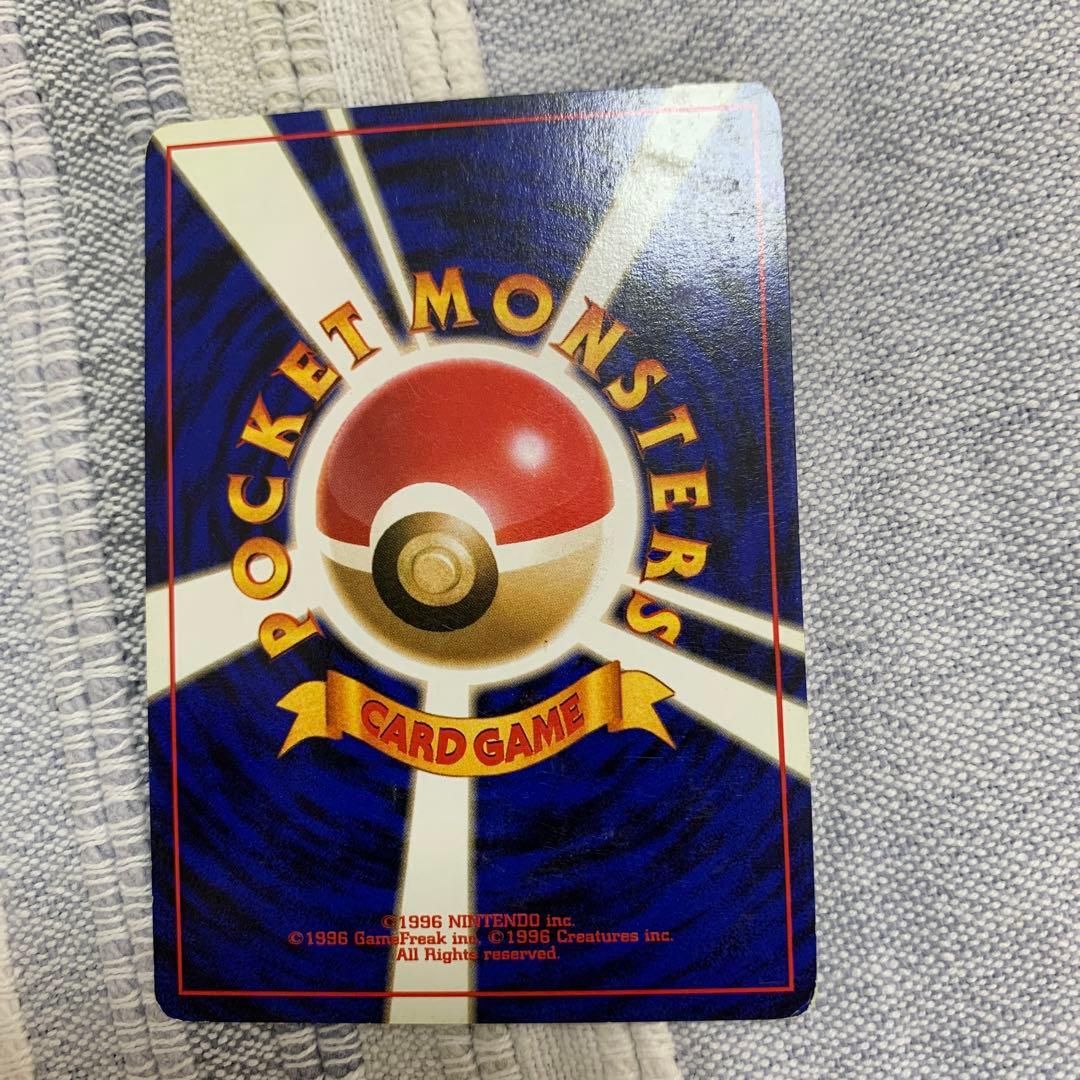 POCKET MONSTERS
CARD GAME
©1996 NINTENDO inc.
©1996 GameFreak inc. ©1996 Creatures inc.
All Rights reserved.